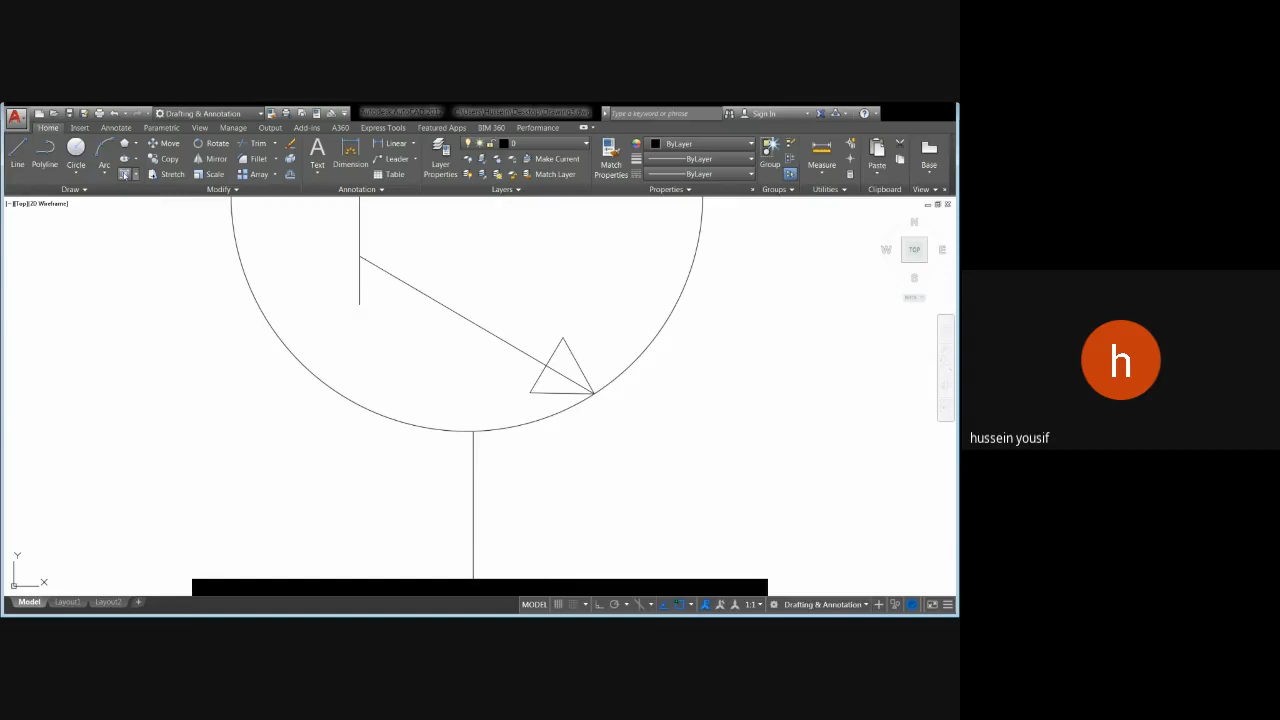 Drafting & Annotation
Type a keyword or phrase
Sign In
Home Insert Annotate Parametric View Manage Output Add-ins A360 Express Tools Featured Apps BIM 360 Performance
Line Polyline Circle Arc
Move Rotate Trim
Copy Mirror Fillet
Stretch Scale Array
Text Dimension
Linear
Leader
Table
Layer Properties
0
Make Current
Match Layer
Match Properties
ByLayer
ByLayer
ByLayer
Group
Measure
Paste
Base
Draw Modify Annotation Layers Properties Groups Utilities Clipboard View
[−][Top][2D Wireframe]
N
W TOP E
S
hussein yousif
h
Y
X
Model Layout1 Layout2 +
MODEL 1:1 Drafting & Annotation